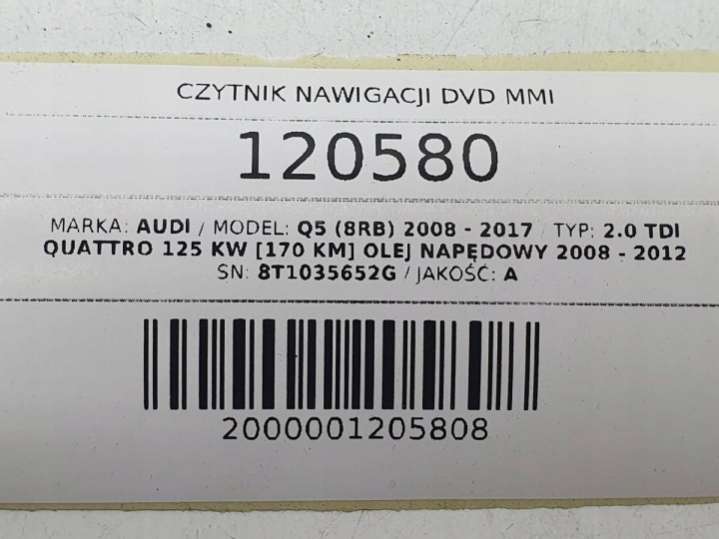 CZYTNIK NAWIGACJI DVD MMI
120580
MARKA: AUDI / MODEL: Q5 (8RB) 2008 - 2017 / TYP: 2.0 TDI
QUATTRO 125 KW [170 KM] OLEJ NAPĘDOWY 2008 - 2012
SN: 8T1035652G / JAKOŚĆ: A
2000001205808